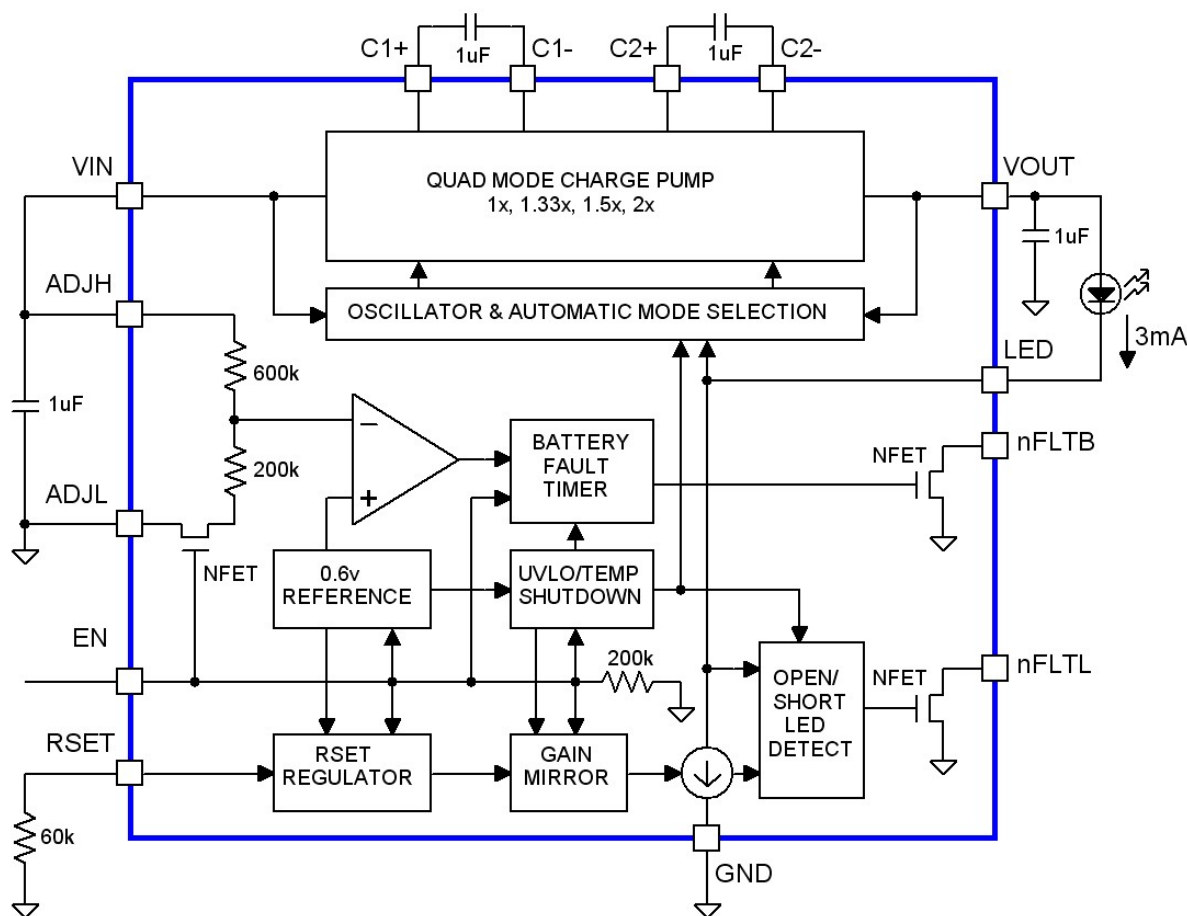 C1+
1uF
C1-
C2+
1uF
C2-
VIN
QUAD MODE CHARGE PUMP
1x, 1.33x, 1.5x, 2x
VOUT
1uF
ADJH
OSCILLATOR & AUTOMATIC MODE SELECTION
3mA
LED
600k
1uF
−
BATTERY
FAULT
TIMER
NFET
nFLTB
200k
ADJL
+
NFET
0.6v
REFERENCE
UVLO/TEMP
SHUTDOWN
EN
200k
OPEN/
SHORT
LED
DETECT
NFET
nFLTL
RSET
RSET
REGULATOR
GAIN
MIRROR
60k
GND